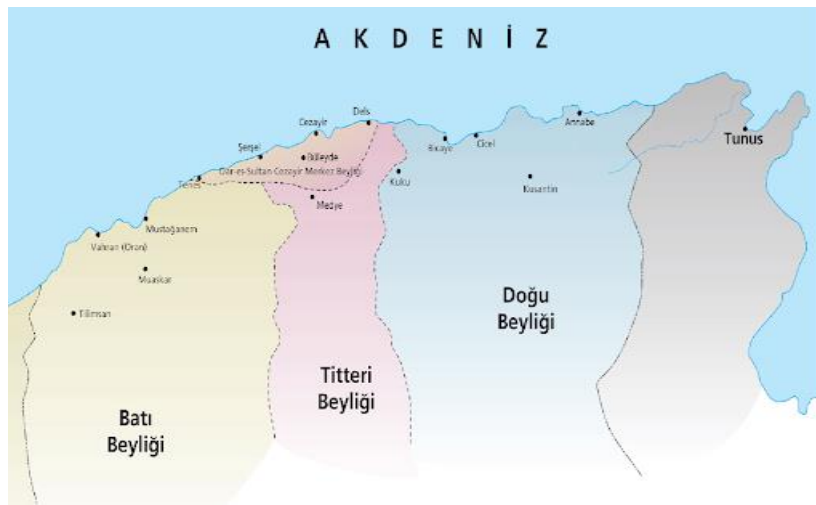 A K D E N İ Z
Dels
Cezayir
Annabe
Şerşel
Büleyde
Bicaye
Cicel
Tunus
Dar-es-Sultan Cezayir Merkez Beyliği
Tenes
Kuku
Kusantin
Medye
Mustağanem
Vahran (Oran)
Muaskar
Tilimsan
Doğu
Beyliği
Titteri
Beyliği
Batı
Beyliği